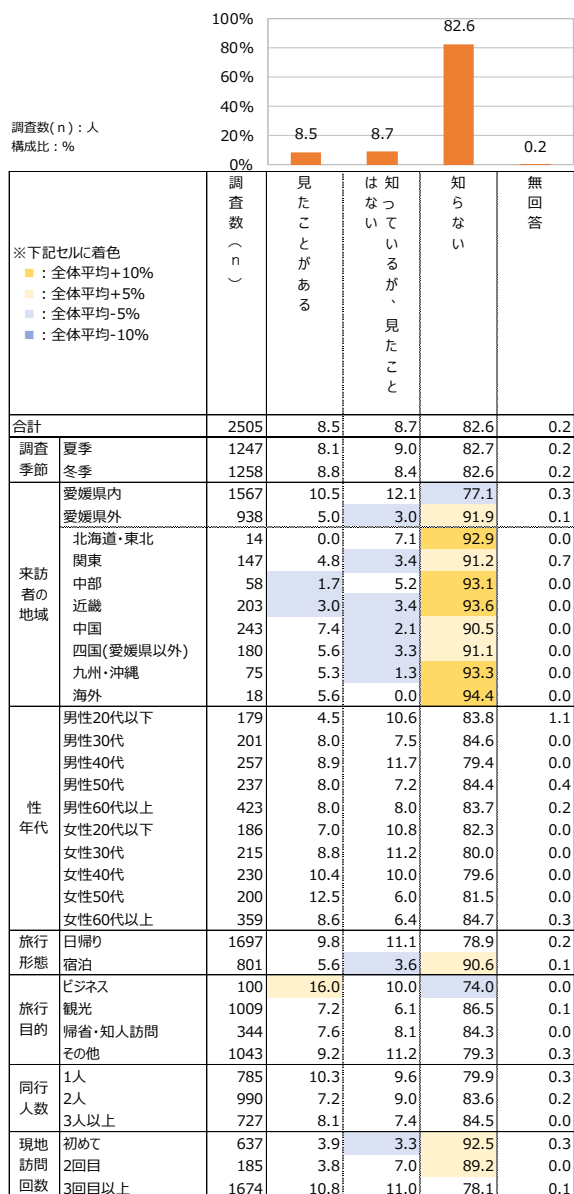 100%
80%
60%
40%
20%
0%
8.5
8.7
82.6
0.2
調査数(n):人
構成比:%
※下記セルに着色
■:全体平均+10%
■:全体平均+5%
■:全体平均-5%
■:全体平均-10%
調査数(n)
見たことがある
知っているが、見たこと
はない
知らない
無回答
合計 2505 8.5 8.7 82.6 0.2
調査
季節
夏季 1247 8.1 9.0 82.7 0.2
冬季 1258 8.8 8.4 82.6 0.2
来訪
者の
地域
愛媛県内 1567 10.5 12.1 77.1 0.3
愛媛県外 938 5.0 3.0 91.9 0.1
北海道・東北 14 0.0 7.1 92.9 0.0
関東 147 4.8 3.4 91.2 0.7
中部 58 1.7 5.2 93.1 0.0
近畿 203 3.0 3.4 93.6 0.0
中国 243 7.4 2.1 90.5 0.0
四国(愛媛県以外) 180 5.6 3.3 91.1 0.0
九州・沖縄 75 5.3 1.3 93.3 0.0
海外 18 5.6 0.0 94.4 0.0
性
年代
男性20代以下 179 4.5 10.6 83.8 1.1
男性30代 201 8.0 7.5 84.6 0.0
男性40代 257 8.9 11.7 79.4 0.0
男性50代 237 8.0 7.2 84.4 0.4
男性60代以上 423 8.0 8.0 83.7 0.2
女性20代以下 186 7.0 10.8 82.3 0.0
女性30代 215 8.8 11.2 80.0 0.0
女性40代 230 10.4 10.0 79.6 0.0
女性50代 200 12.5 6.0 81.5 0.0
女性60代以上 359 8.6 6.4 84.7 0.3
旅行
形態
日帰り 1697 9.8 11.1 78.9 0.2
宿泊 801 5.6 3.6 90.6 0.1
旅行
目的
ビジネス 100 16.0 10.0 74.0 0.0
観光 1009 7.2 6.1 86.5 0.1
帰省・知人訪問 344 7.6 8.1 84.3 0.0
その他 1043 9.2 11.2 79.3 0.3
同行
人数
1人 785 10.3 9.6 79.9 0.3
2人 990 7.2 9.0 83.6 0.2
3人以上 727 8.1 7.4 84.5 0.0
現地
訪問
回数
初めて 637 3.9 3.3 92.5 0.3
2回目 185 3.8 7.0 89.2 0.0
3回目以上 1674 10.8 11.0 78.1 0.1